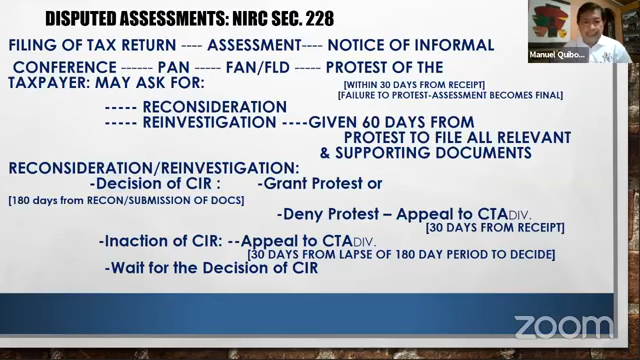 DISPUTED ASSESSMENTS: NIRC SEC. 228
FILING OF TAX RETURN ---- ASSESSMENT---- NOTICE OF INFORMAL
CONFERENCE ------ PAN ----- FAN/FLD ----- PROTEST OF THE
TAXPAYER: MAY ASK FOR: [WITHIN 30 DAYS FROM RECEIPT]
[FAILURE TO PROTEST-ASSESSMENT BECOMES FINAL]
----- RECONSIDERATION
----- REINVESTIGATION ----GIVEN 60 DAYS FROM
PROTEST TO FILE ALL RELEVANT
& SUPPORTING DOCUMENTS
RECONSIDERATION/REINVESTIGATION:
-Decision of CIR : -Grant Protest or
[180 days from RECON/SUBMISSION OF DOCS]
-Deny Protest – Appeal to CTADIV.
[30 DAYS FROM RECEIPT]
-Inaction of CIR: --Appeal to CTADIV.
[30 DAYS FROM LAPSE OF 180 DAY PERIOD TO DECIDE]
-Wait for the Decision of CIR
Manuel Quibo...
zoom